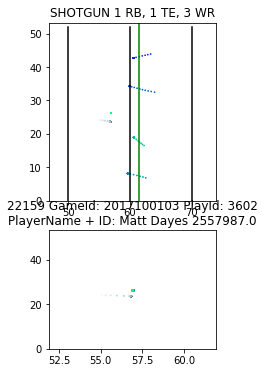 SHOTGUN 1 RB, 1 TE, 3 WR
50
40
30
20
10
0
50 60 70
22159 GameId: 2017100103 PlayId: 3602
PlayerName + ID: Matt Dayes 2557987.0
40
20
0
52.5 55.0 57.5 60.0